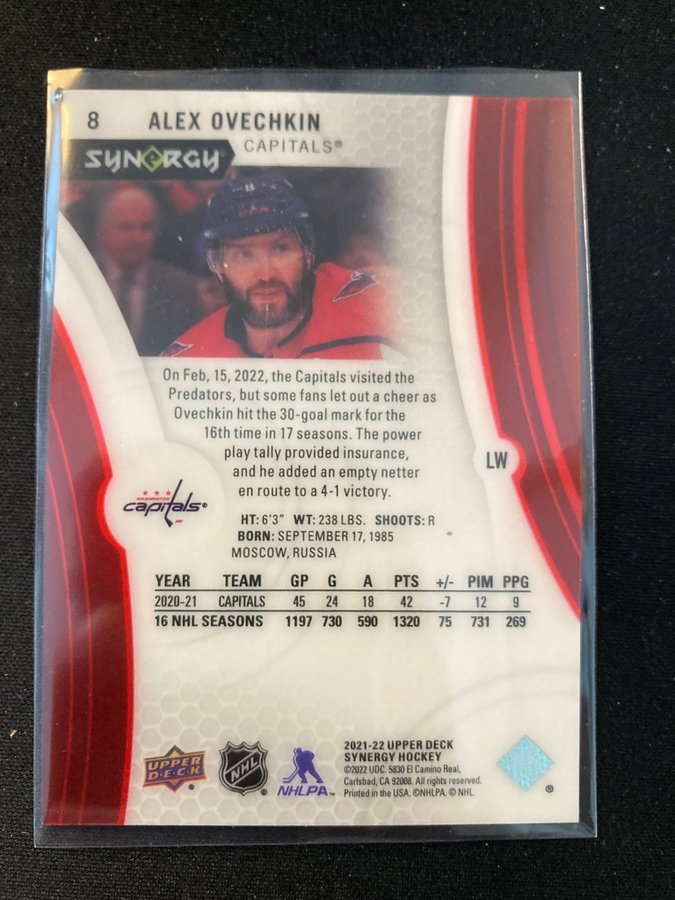 8 ALEX OVECHKIN
CAPITALS®
SYNERGY
On Feb, 15, 2022, the Capitals visited the
Predators, but some fans let out a cheer as
Ovechkin hit the 30-goal mark for the
16th time in 17 seasons. The power
play tally provided insurance,
and he added an empty netter
en route to a 4-1 victory.
LW
WASHINGTON
capitals®
HT: 6'3" WT: 238 LBS. SHOOTS: R
BORN: SEPTEMBER 17, 1985
MOSCOW, RUSSIA
YEAR TEAM GP G A PTS +/- PIM PPG
2020-21 CAPITALS 45 24 18 42 -7 12 9
16 NHL SEASONS 1197 730 590 1320 75 731 269
UPPER
DECK
®
NHL
®
NHLPA™
2021-22 UPPER DECK
SYNERGY HOCKEY
©2022 UDC. 5830 El Camino Real,
Carlsbad, CA 92008. All rights reserved.
Printed in the USA. ©NHLPA. © NHL.
®